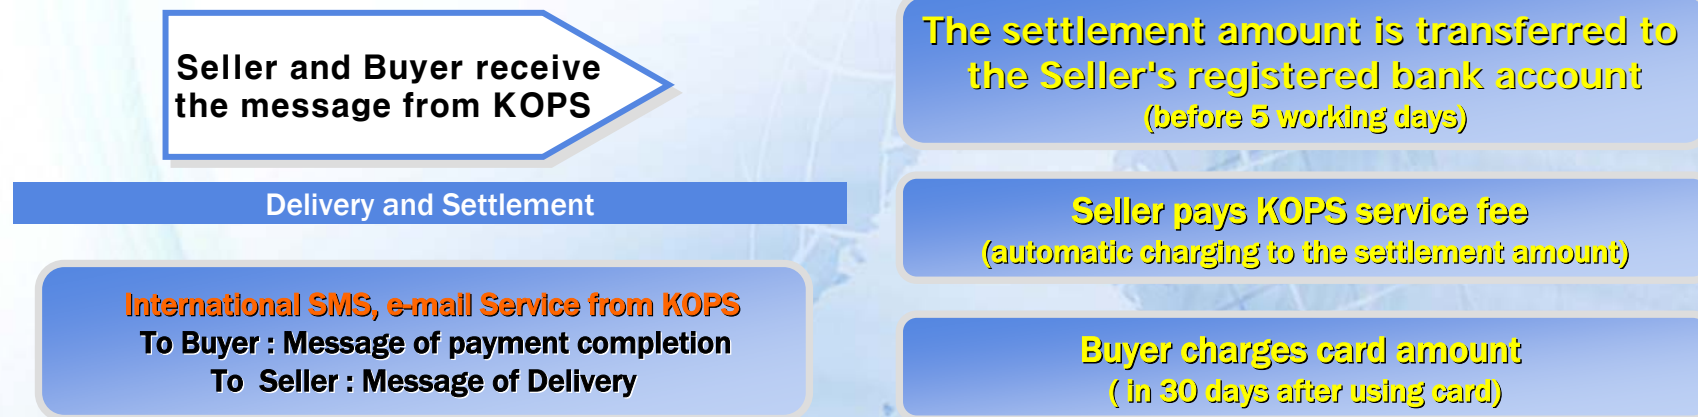 Seller and Buyer receive
the message from KOPS
Delivery and Settlement
International SMS, e-mail Service from KOPS
To Buyer : Message of payment completion
To Seller : Message of Delivery
The settlement amount is transferred to
the Seller's registered bank account
(before 5 working days)
Seller pays KOPS service fee
(automatic charging to the settlement amount)
Buyer charges card amount
( in 30 days after using card)